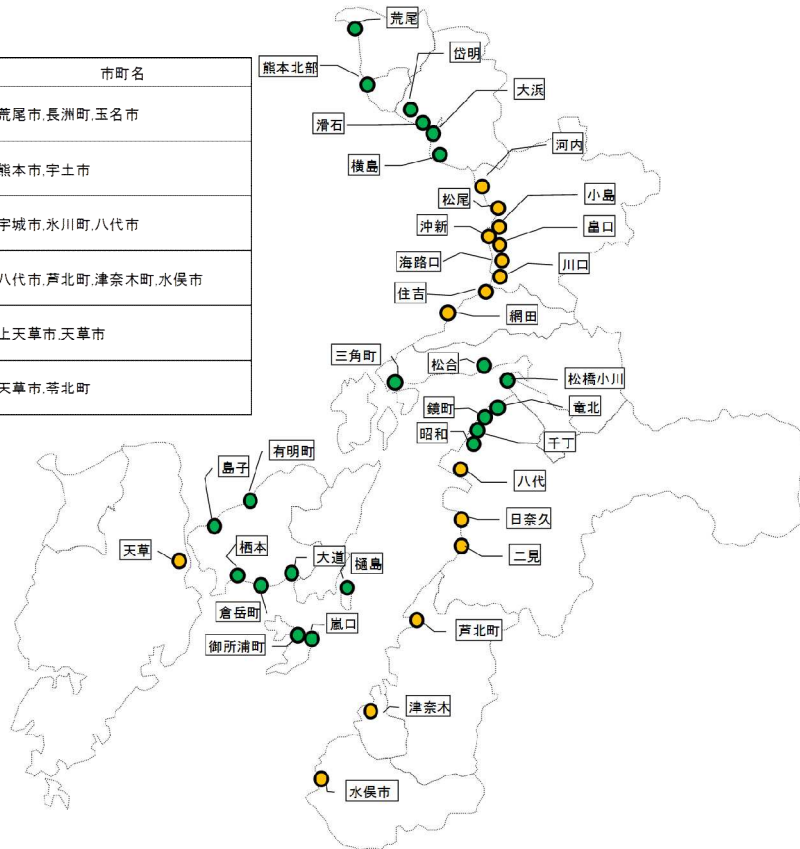 市町名
荒尾市,長洲町,玉名市
熊本市,宇土市
宇城市,氷川町,八代市
八代市,芦北町,津奈木町,水俣市
上天草市,天草市
天草市,苓北町
荒尾
岱明
熊本北部
大浜
滑石
河内
横島
松尾
小島
沖新
畠口
海路口
川口
住吉
網田
三角町
松合
松橋小川
鏡町
竜北
昭和
千丁
有明町
島子
八代
日奈久
天草
栖本
大道
樋島
二見
倉岳町
嵐口
芦北町
御所浦町
津奈木
水俣市